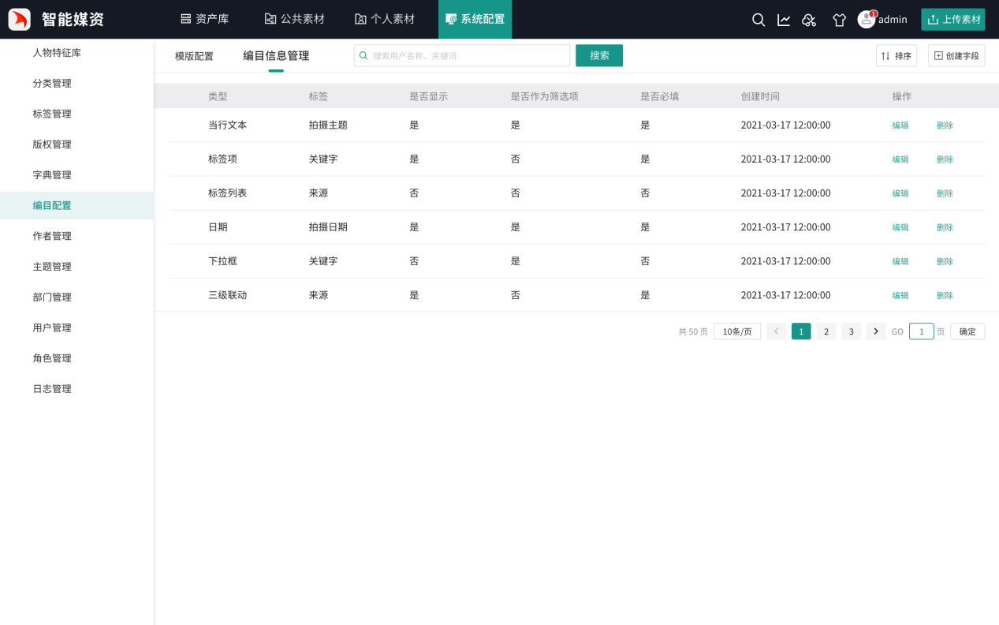 智能媒资 资产库 公共素材 个人素材 系统配置 1 admin 上传素材
人物特征库
分类管理
标签管理
版权管理
字典管理
编目配置
作者管理
主题管理
部门管理
用户管理
角色管理
日志管理
模版配置 编目信息管理 搜索用户名称、关键词 搜索 排序 创建字段
类型 标签 是否显示 是否作为筛选项 是否必填 创建时间 操作
当行文本 拍摄主题 是 是 是 2021-03-17 12:00:00 编辑 删除
标签项 关键字 是 否 是 2021-03-17 12:00:00 编辑 删除
标签列表 来源 否 否 否 2021-03-17 12:00:00 编辑 删除
日期 拍摄日期 是 是 是 2021-03-17 12:00:00 编辑 删除
下拉框 关键字 否 是 否 2021-03-17 12:00:00 编辑 删除
三级联动 来源 是 否 是 2021-03-17 12:00:00 编辑 删除
共 50 页 10条/页 1 2 3 GO 1 页 确定